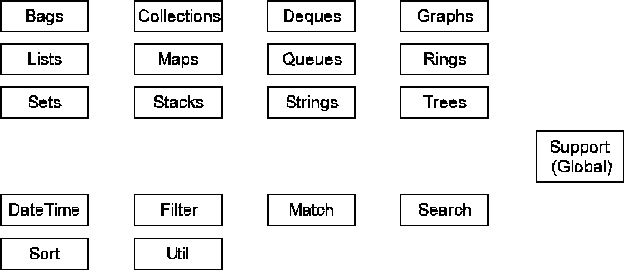 Bags Collections Deques Graphs
Lists Maps Queues Rings
Sets Stacks Strings Trees
Support
(Global)
DateTime Filter Match Search
Sort Util